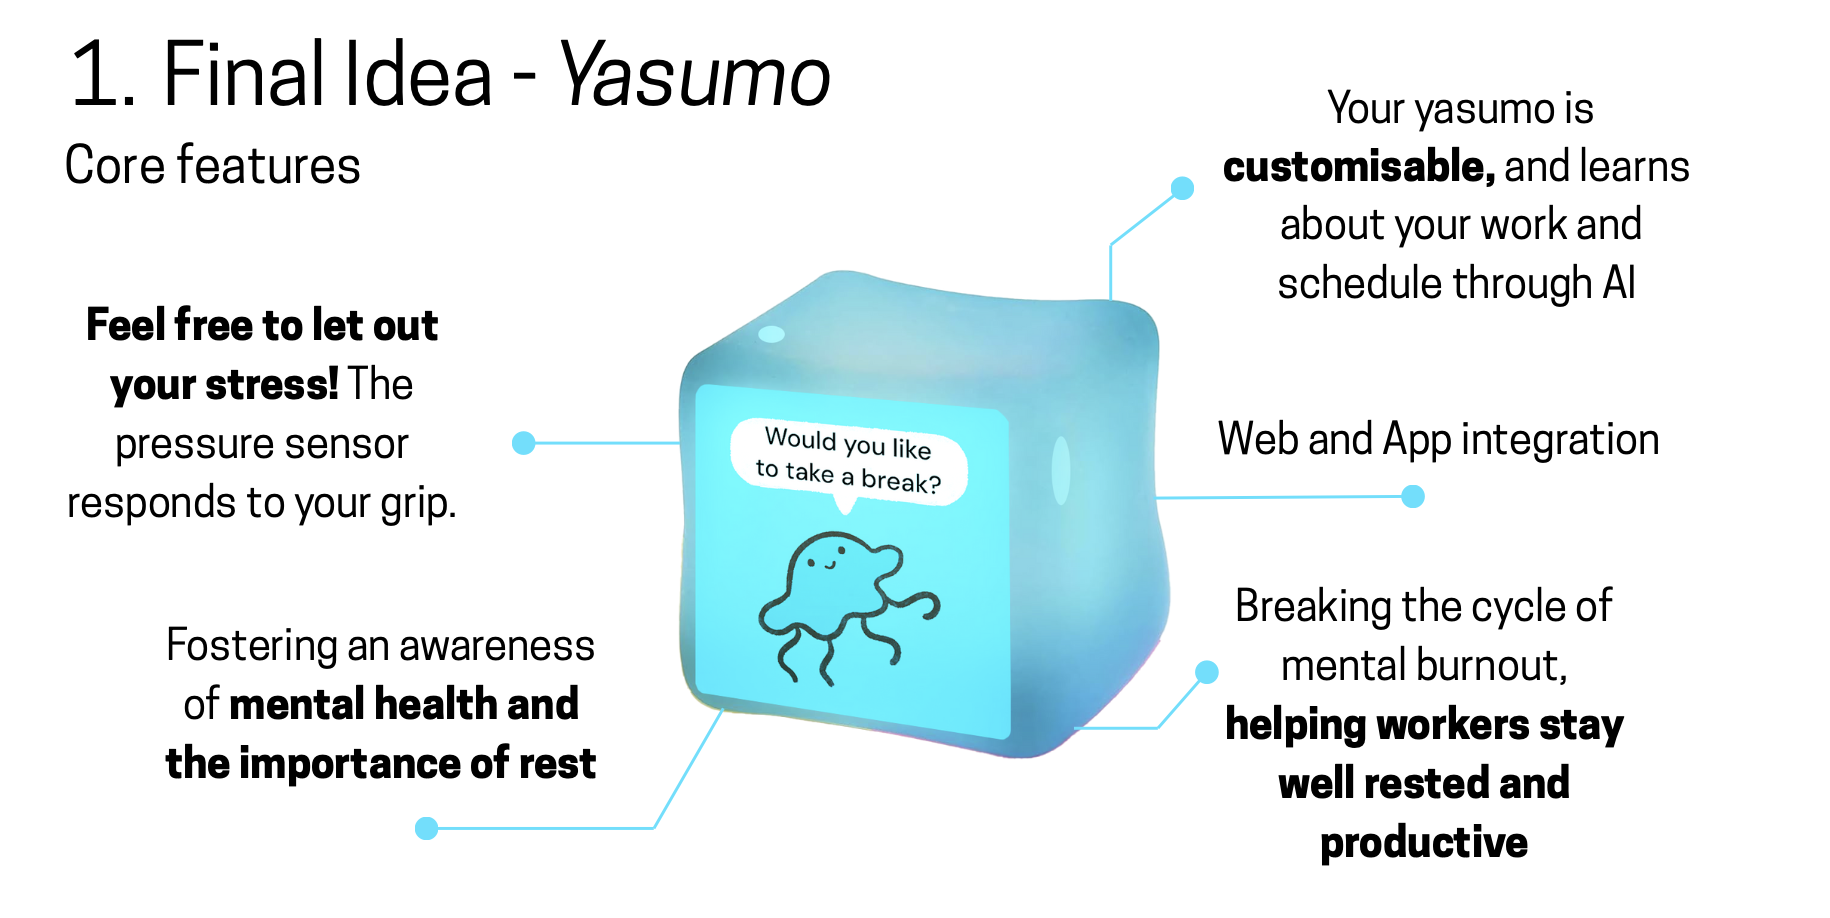 1. Final Idea - Yasumo
Core features
Feel free to let out
your stress! The
pressure sensor
responds to your grip.
Fostering an awareness
of mental health and
the importance of rest
Would you like
to take a break?
Your yasumo is
customisable, and learns
about your work and
schedule through AI
Web and App integration
Breaking the cycle of
mental burnout,
helping workers stay
well rested and
productive